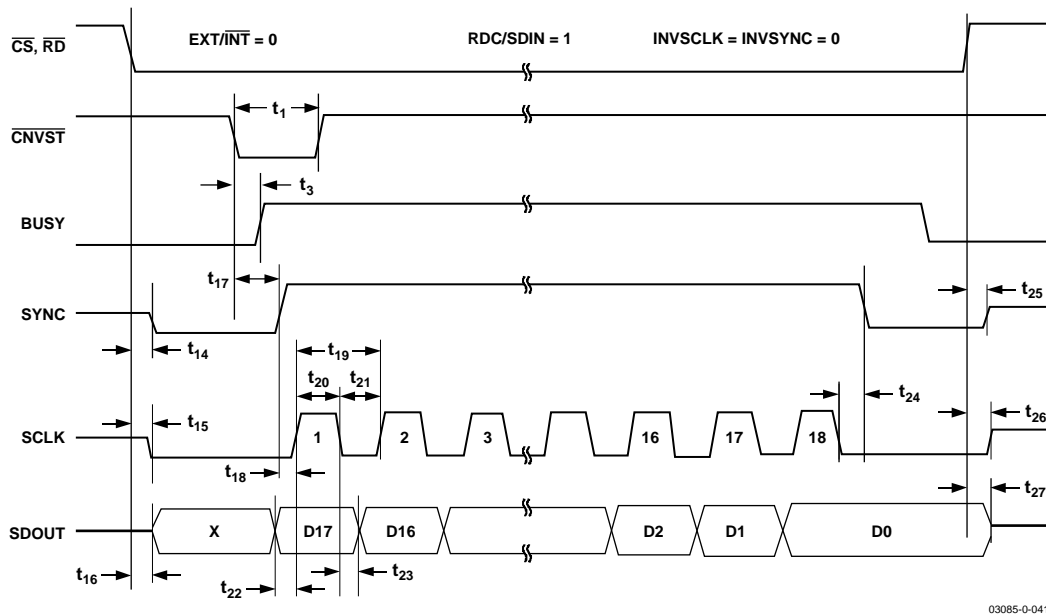 CS, RD
EXT/INT = 0
RDC/SDIN = 1
INVSCLK = INVSYNC = 0
t1
CNVST
t3
BUSY
t17
t25
SYNC
t14
t19
t20
t21
t24
t15
t26
SCLK
1
2
3
16
17
18
t18
t27
SDOUT
X
D17
D16
D2
D1
D0
t16
t22
t23
03085-0-041